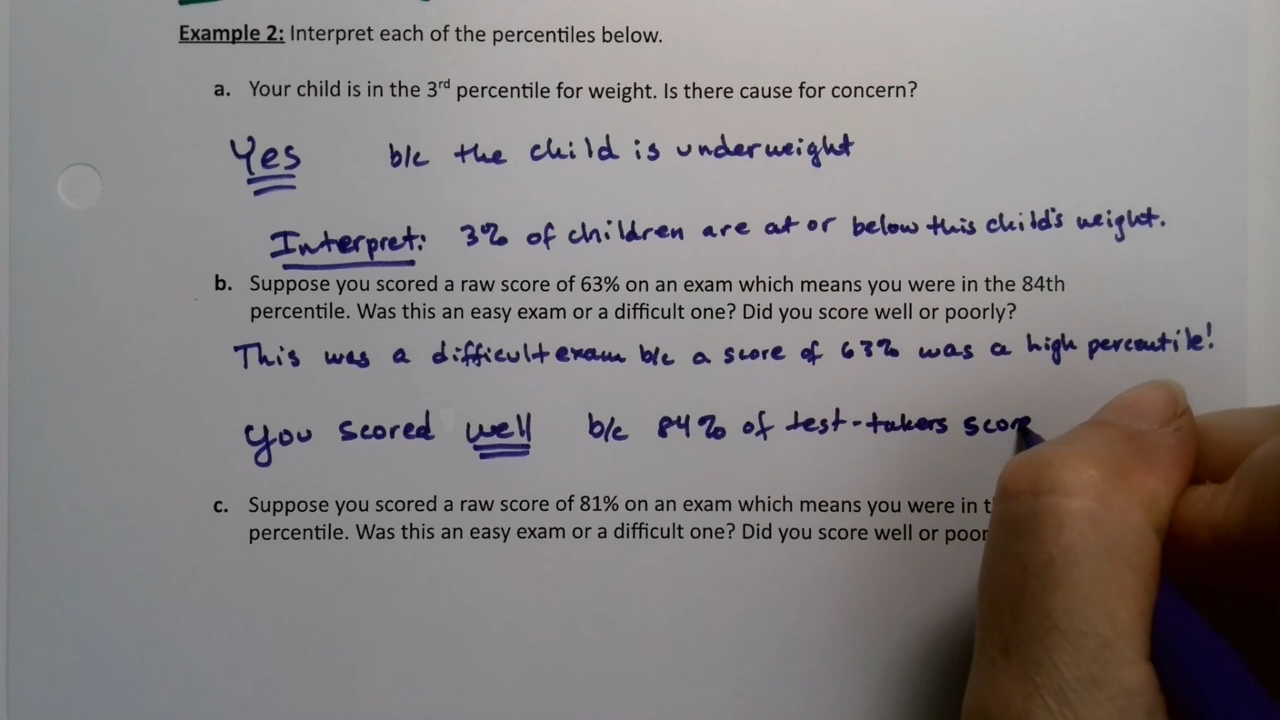 Example 2: Interpret each of the percentiles below.
a. Your child is in the 3rd percentile for weight. Is there cause for concern?
Yes b/c the child is underweight
Interpret: 3% of children are at or below this child's weight.
b. Suppose you scored a raw score of 63% on an exam which means you were in the 84th
percentile. Was this an easy exam or a difficult one? Did you score well or poorly?
This was a difficult exam b/c a score of 63% was a high percentile!
You scored well b/c 84% of test-takers score
c. Suppose you scored a raw score of 81% on an exam which means you were in
percentile. Was this an easy exam or a difficult one? Did you score well or